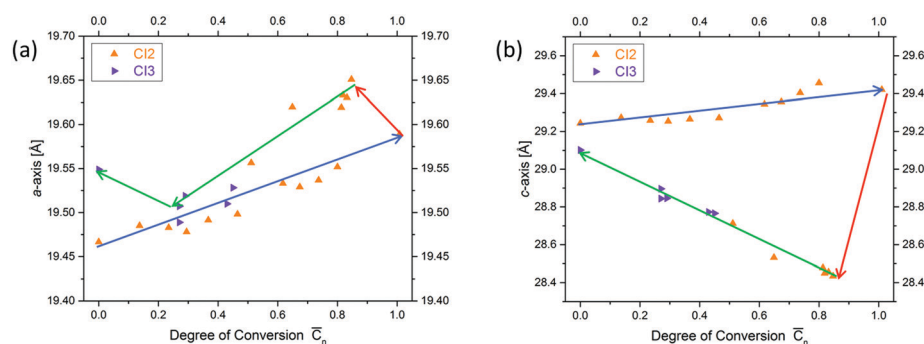 (a)
0.0 0.2 0.4 0.6 0.8 1.0
19.70 19.70
CI2
CI3
19.65 19.65
19.60 19.60
19.55 19.55
19.50 19.50
19.45 19.45
19.40 19.40
a-axis [Å]
0.0 0.2 0.4 0.6 0.8 1.0
Degree of Conversion C̅n
(b)
0.0 0.2 0.4 0.6 0.8 1.0
29.6 29.6
CI2
CI3
29.4 29.4
29.2 29.2
29.0 29.0
28.8 28.8
28.6 28.6
28.4 28.4
c-axis [Å]
0.0 0.2 0.4 0.6 0.8 1.0
Degree of Conversion C̅n